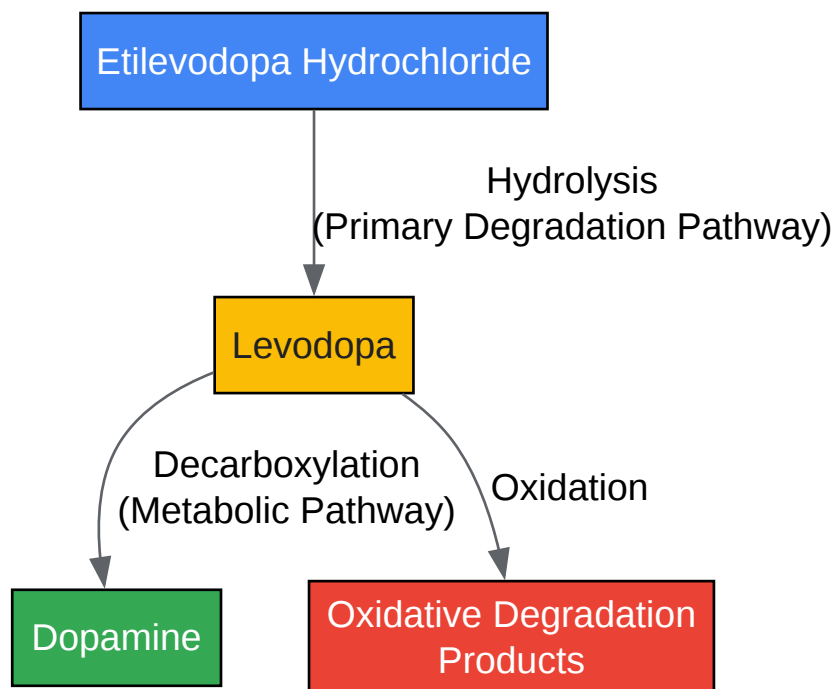 Etilevodopa Hydrochloride
Hydrolysis
(Primary Degradation Pathway)
Levodopa
Decarboxylation
(Metabolic Pathway)
Oxidation
Dopamine
Oxidative Degradation
Products